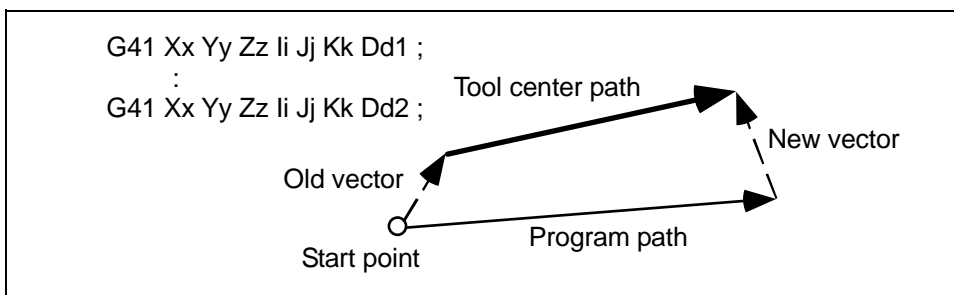 G41 Xx Yy Zz Ii Jj Kk Dd1 ;
:
G41 Xx Yy Zz Ii Jj Kk Dd2 ;
Tool center path
New vector
Old vector
Program path
Start point